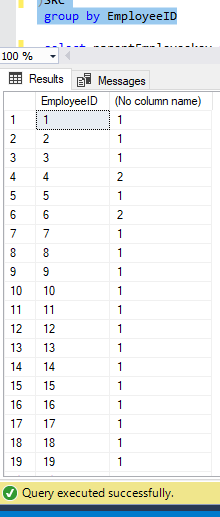 )SRC
group by EmployeeID
100 %
Results Messages
EmployeeID (No column name)
1 1 1
2 2 1
3 3 1
4 4 2
5 5 1
6 6 2
7 7 1
8 8 1
9 9 1
10 10 1
11 11 1
12 12 1
13 13 1
14 14 1
15 15 1
16 16 1
17 17 1
18 18 1
19 19 1
Query executed successfully.